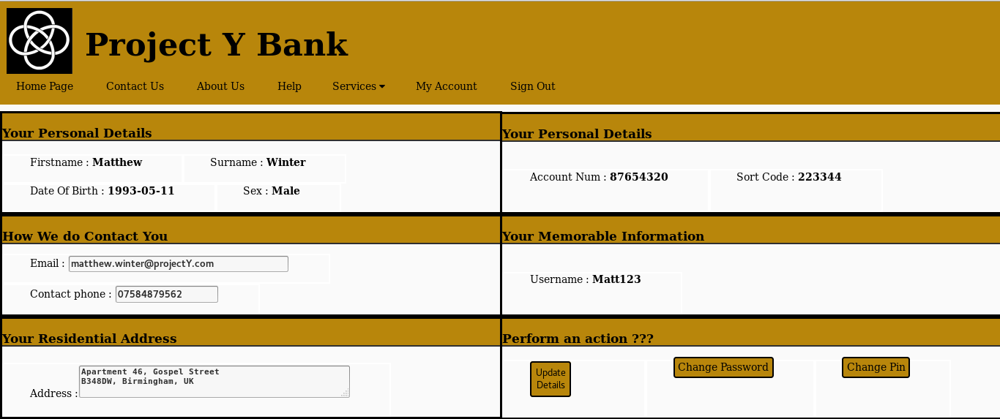 Project Y Bank
Home Page Contact Us About Us Help Services My Account Sign Out
Your Personal Details
Firstname : Matthew Surname : Winter
Date Of Birth : 1993-05-11 Sex : Male
Your Personal Details
Account Num : 87654320 Sort Code : 223344
How We do Contact You
Email : matthew.winter@projectY.com
Contact phone : 07584879562
Your Memorable Information
Username : Matt123
Your Residential Address
Address : Apartment 46, Gospel Street
B348DW, Birmingham, UK
Perform an action ???
Update
Details
Change Password
Change Pin